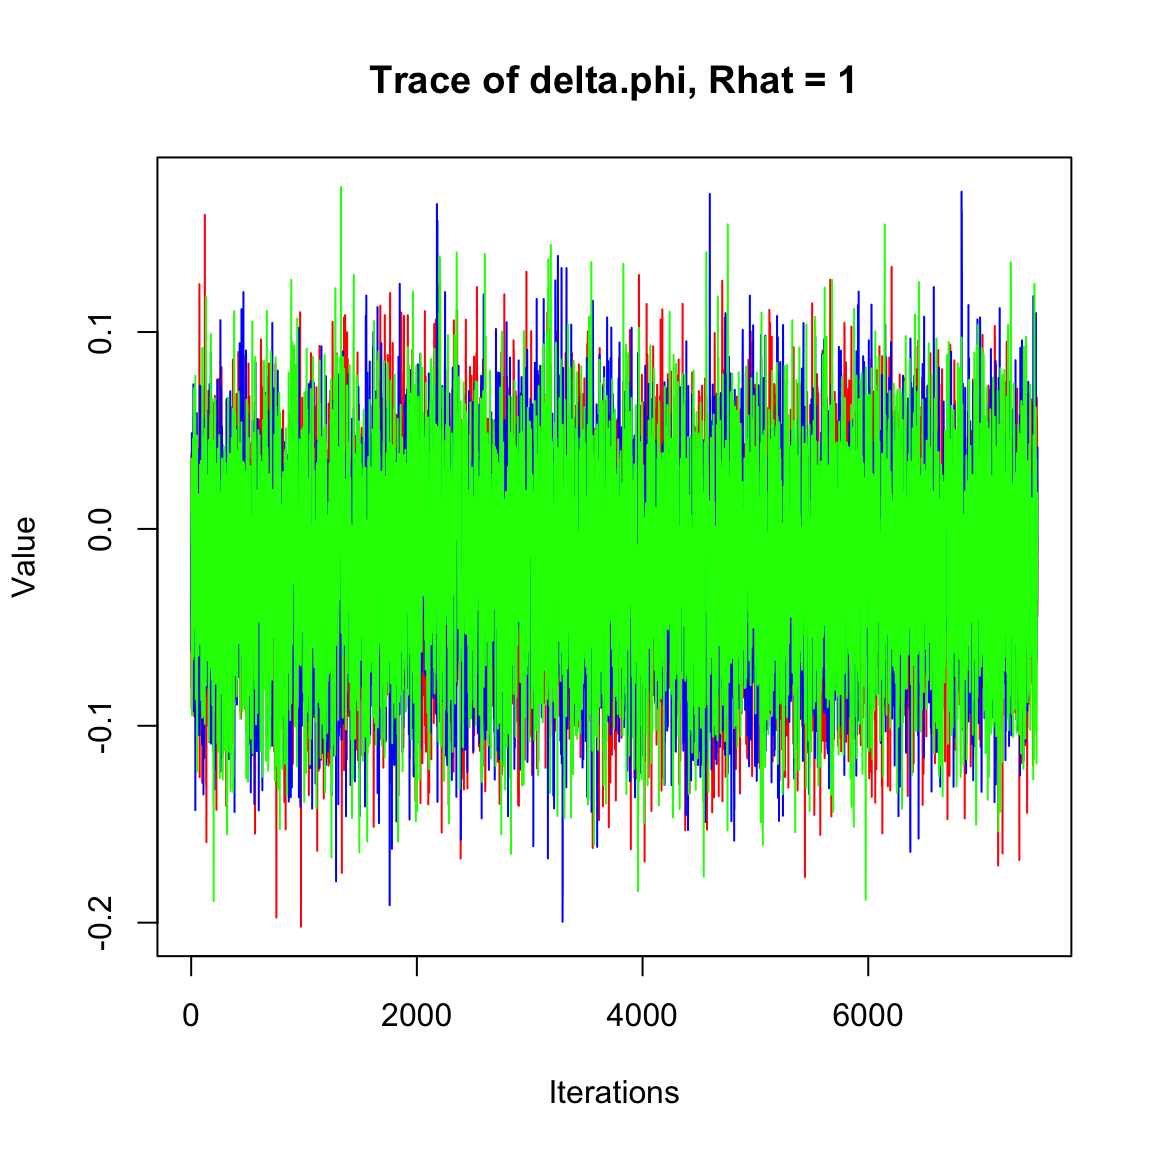 Trace of delta.phi, Rhat = 1
Value
0.1
0.0
-0.1
-0.2
0 2000 4000 6000
Iterations